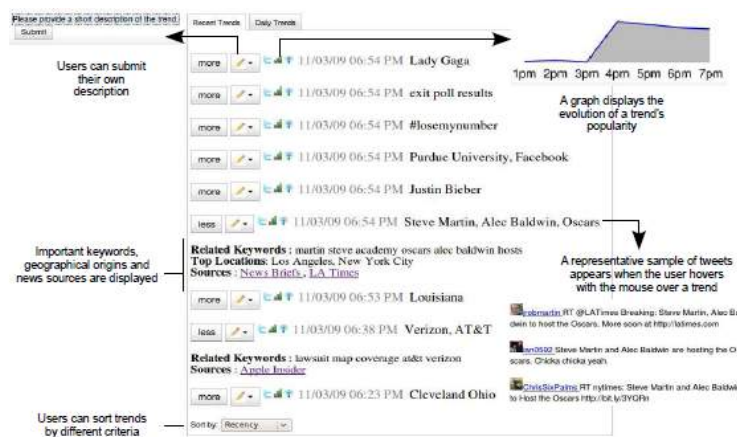 Please provide a short description of the trend.
Submit
Recent Trends
Daily Trends
Users can submit
their own
description
more 11/03/09 06:54 PM Lady Gaga
more 11/03/09 06:54 PM exit poll results
more 11/03/09 06:54 PM #losemynumber
more 11/03/09 06:54 PM Purdue University, Facebook
more 11/03/09 06:54 PM Justin Bieber
less 11/03/09 06:54 PM Steve Martin, Alec Baldwin, Oscars
Related Keywords : martin steve academy oscars alec baldwin hosts
Top Locations: Los Angeles, New York City
Sources : News Briefs , LA Times
more 11/03/09 06:53 PM Louisiana
less 11/03/09 06:38 PM Verizon, AT&T
Related Keywords : lawsuit map coverage at&t verizon
Sources : Apple Insider
more 11/03/09 06:23 PM Cleveland Ohio
Sort by: Recency
Important keywords,
geographical origins and
news sources are displayed
Users can sort trends
by different criteria
1pm 2pm 3pm 4pm 5pm 6pm 7pm
A graph displays the
evolution of a trend's
popularity
A representative sample of tweets
appears when the user hovers
with the mouse over a trend
robmartin RT @LATimes Breaking: Steve Martin, Alec Ba
dwin to host the Oscars. More soon at http://latimes.com
ian0592 Steve Martin and Alec Baldwin are hosting the O
scars. Chicka chicka yeah.
ChrisSixPalms RT nytimes: Steve Martin and Alec Baldwin
to Host the Oscars http://bit.ly/3YQRn